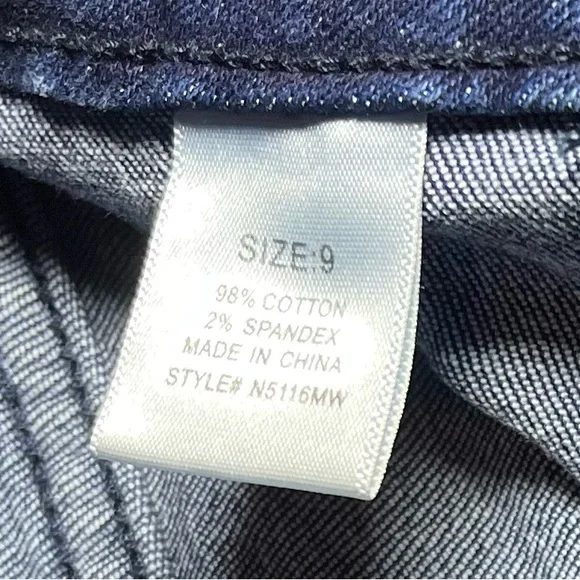 SIZE:9
98% COTTON
2% SPANDEX
MADE IN CHINA
STYLE# N5116MW